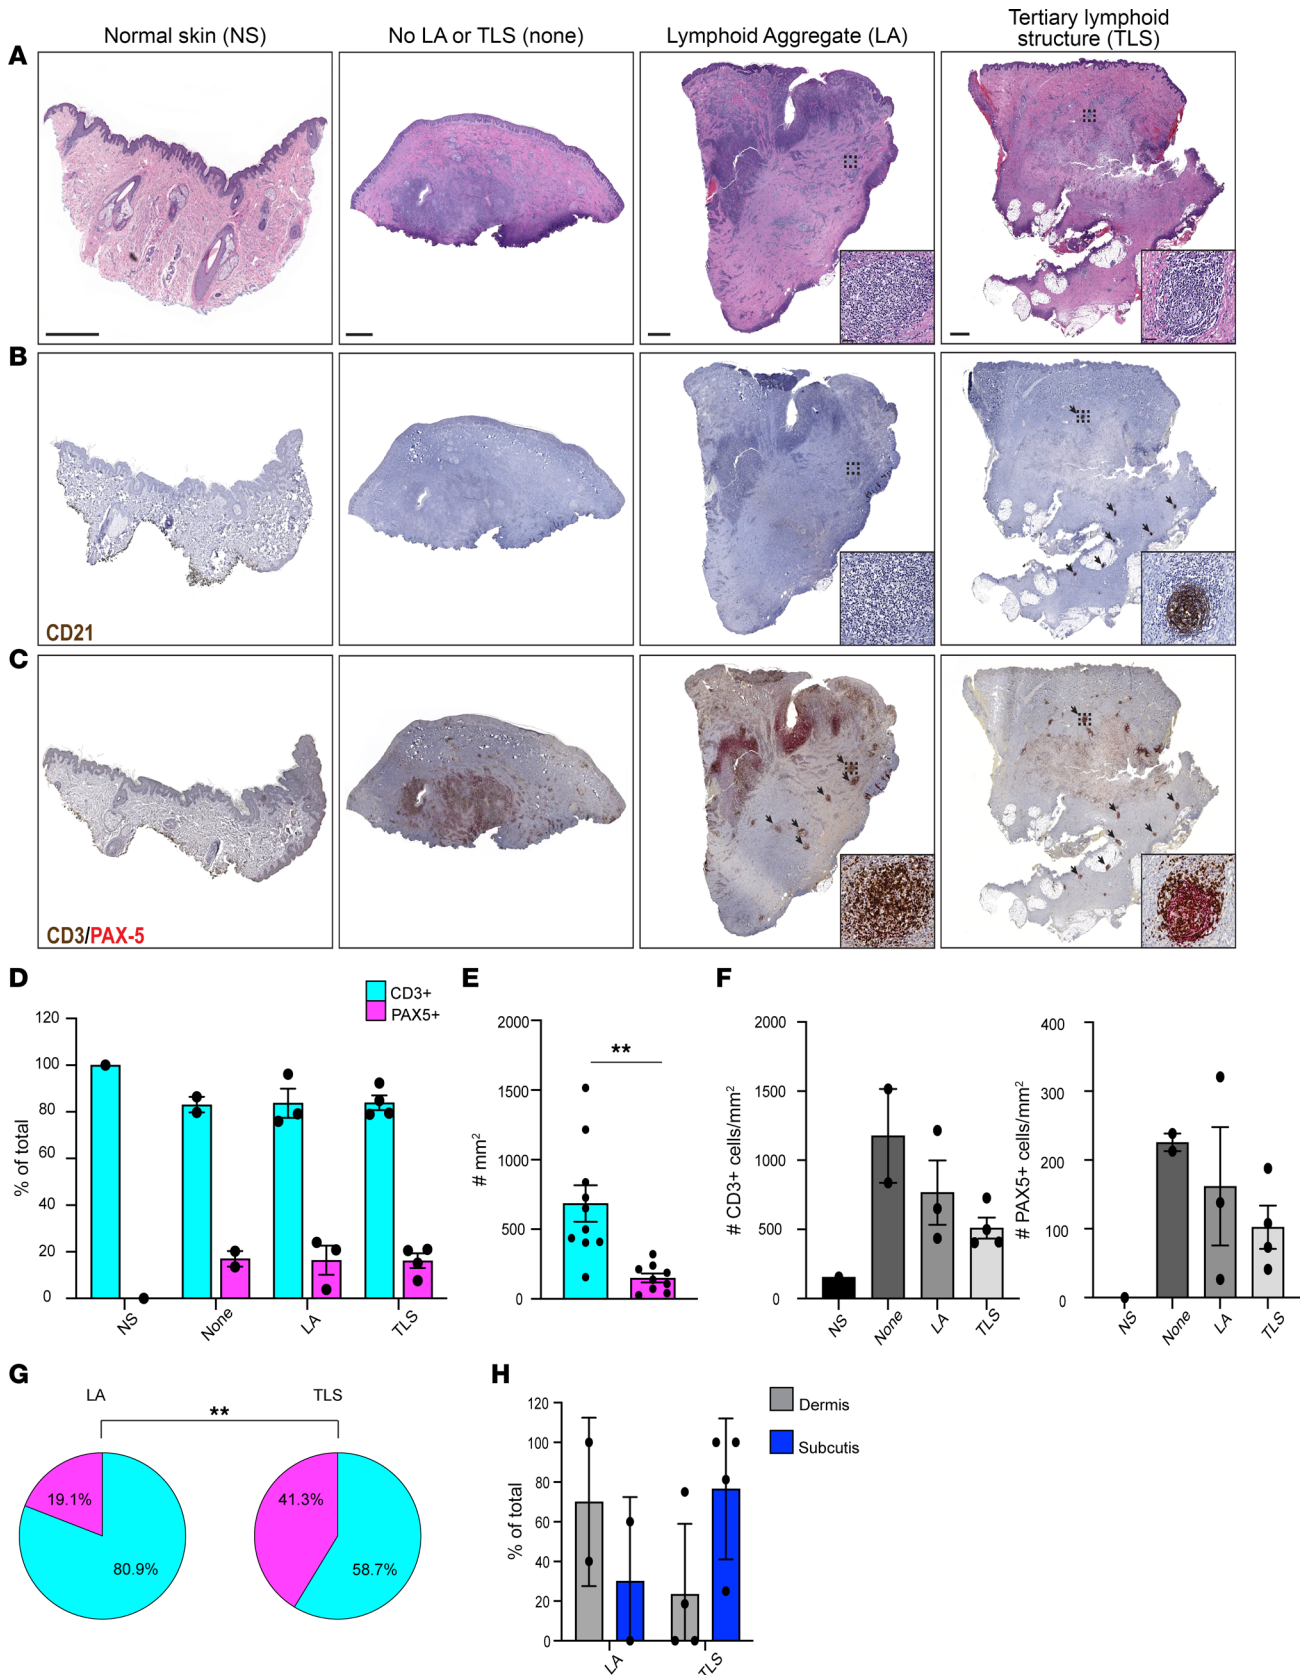 Normal skin (NS)
No LA or TLS (none)
Lymphoid Aggregate (LA)
Tertiary lymphoid
structure (TLS)
A
B
CD21
C
CD3/PAX-5
D
CD3+
PAX5+
% of total
120
100
80
60
40
20
0
NS
None
LA
TLS
E
# mm²
2000
1500
1000
500
0
**
F
# CD3+ cells/mm²
2000
1500
1000
500
0
NS
None
LA
TLS
# PAX5+ cells/mm²
400
300
200
100
0
NS
None
LA
TLS
G
LA
TLS
**
19.1%
80.9%
41.3%
58.7%
H
Dermis
Subcutis
% of total
120
100
80
60
40
20
0
LA
TLS